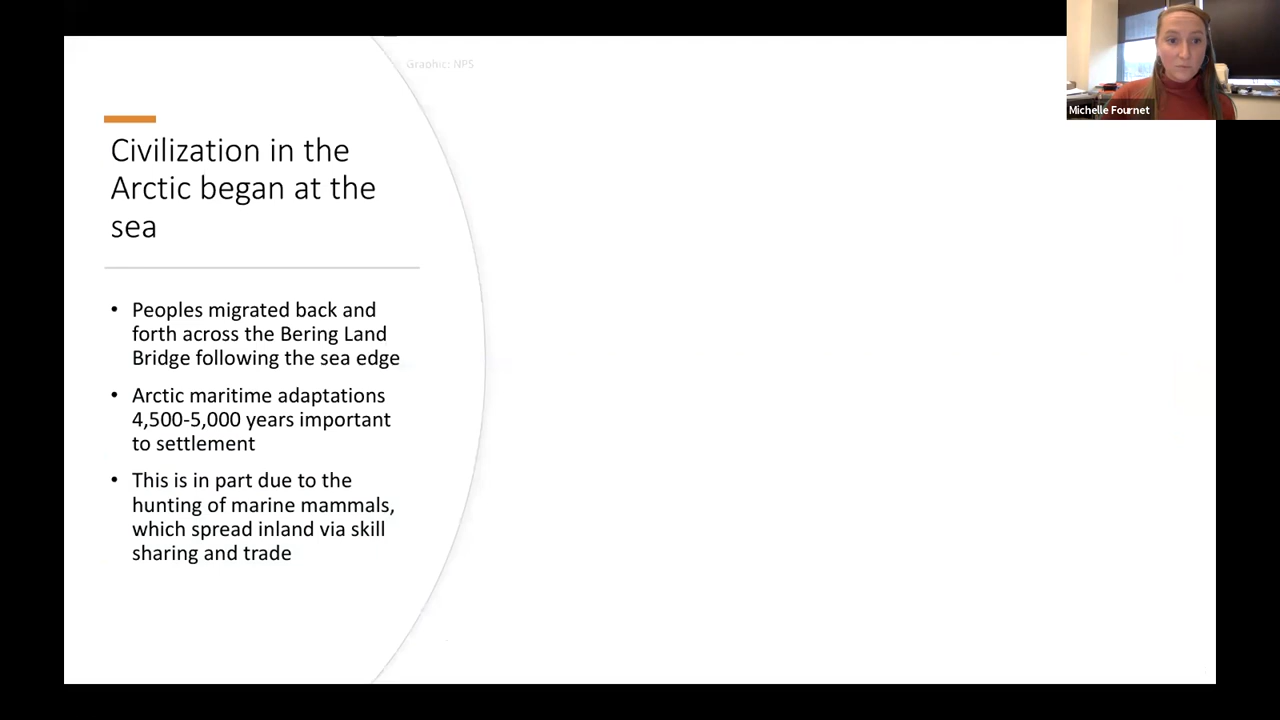 Graphic: NPS
Michelle Fournet
Civilization in the
Arctic began at the
sea
• Peoples migrated back and
forth across the Bering Land
Bridge following the sea edge
• Arctic maritime adaptations
4,500-5,000 years important
to settlement
• This is in part due to the
hunting of marine mammals,
which spread inland via skill
sharing and trade